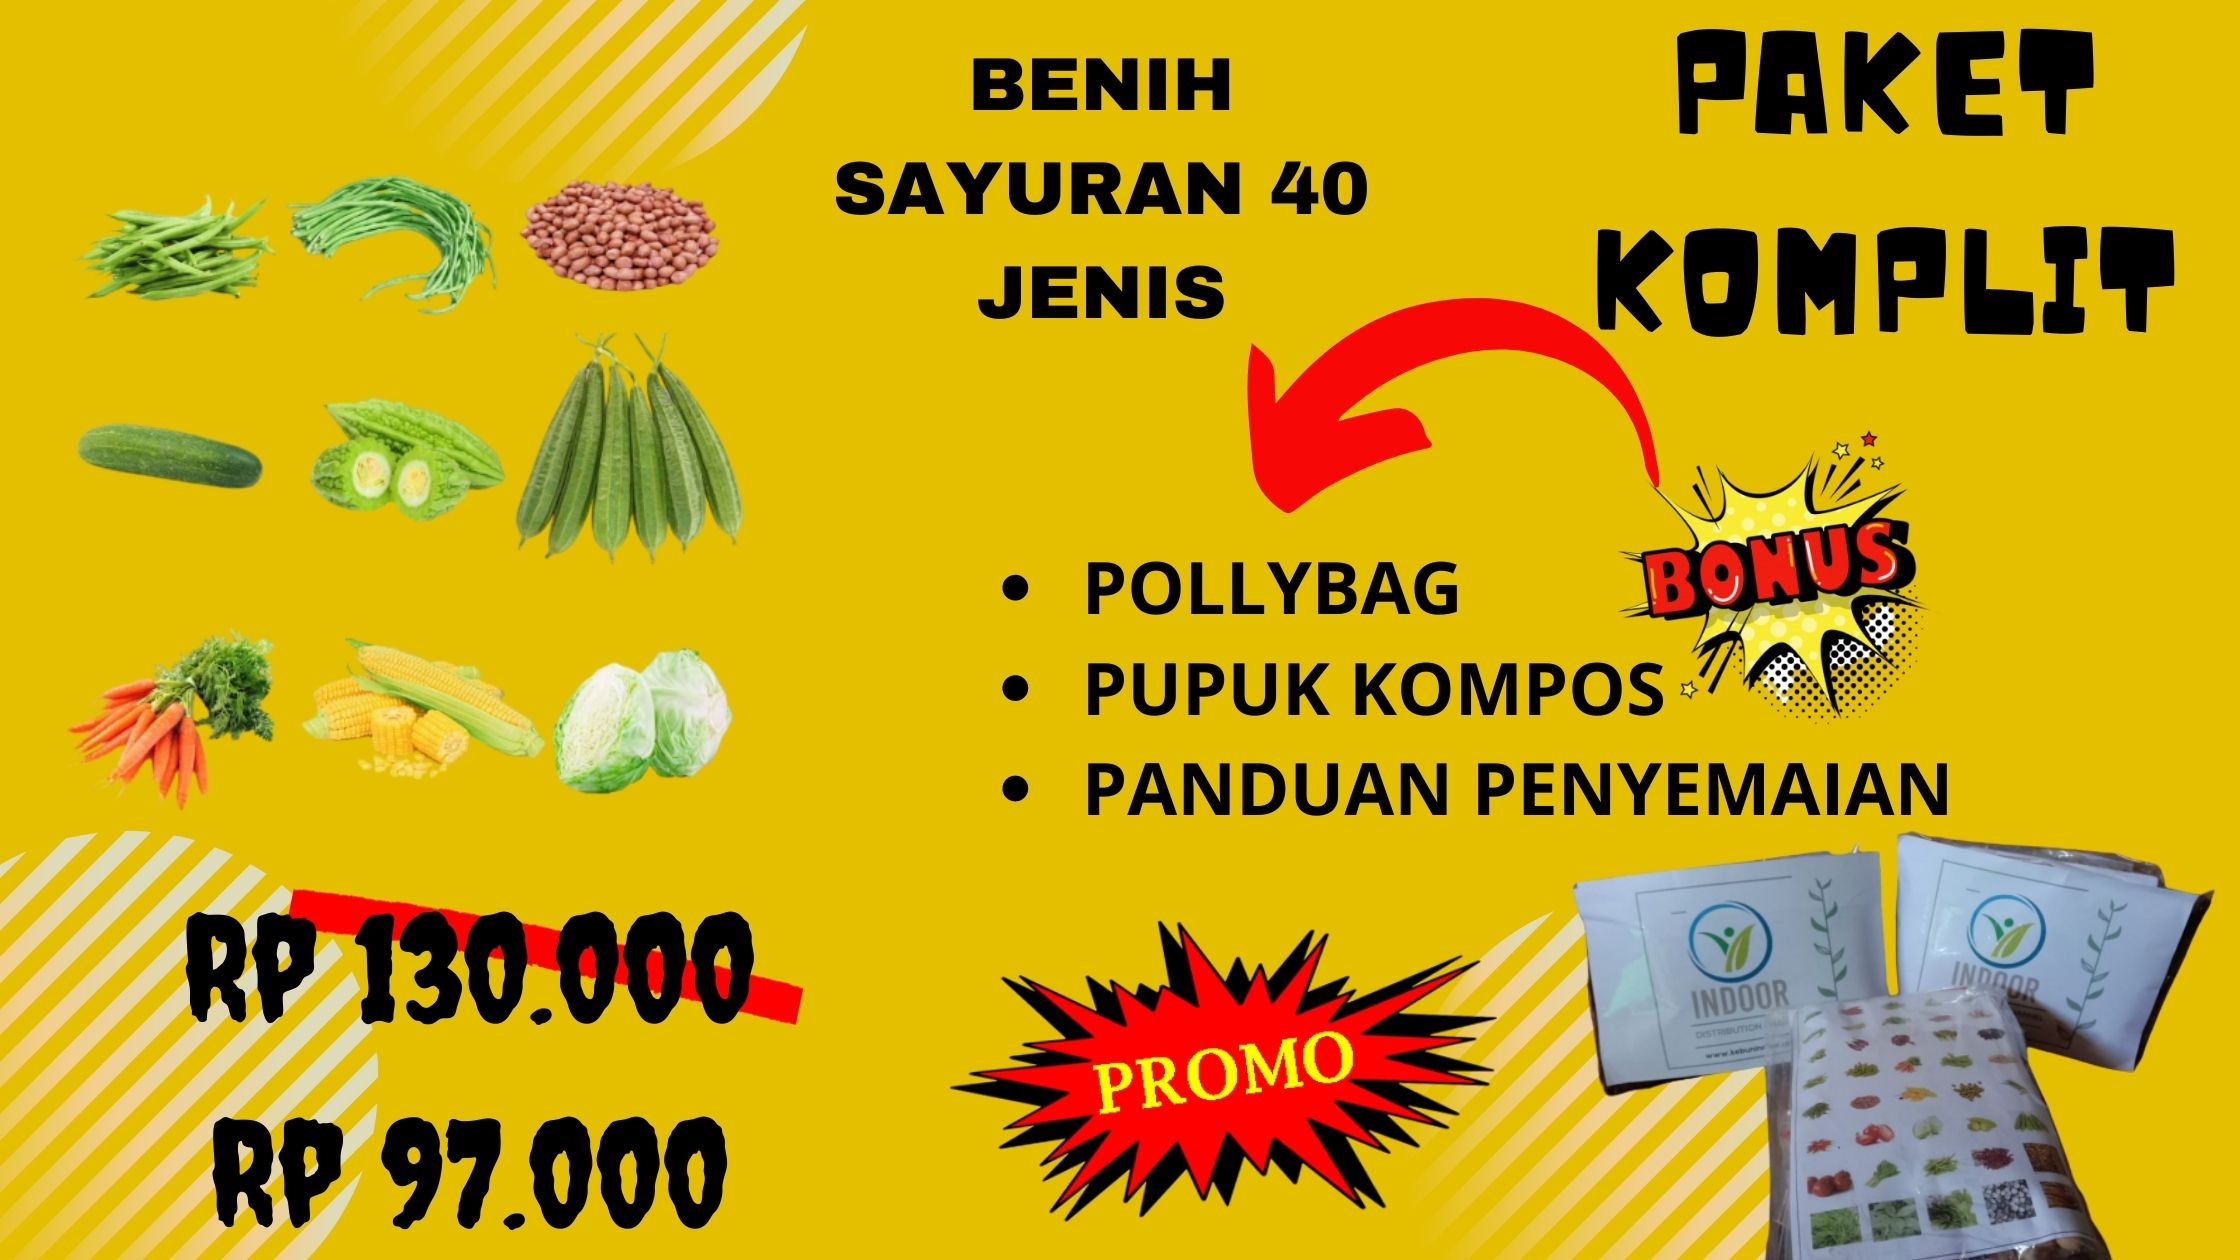 BENIH
SAYURAN 40
JENIS
PAKET
KOMPLIT
BONUS
• POLLYBAG
• PUPUK KOMPOS
• PANDUAN PENYEMAIAN
RP 130.000
RP 97.000
PROMO
INDOOR
DISTRIBUTION
INDOOR